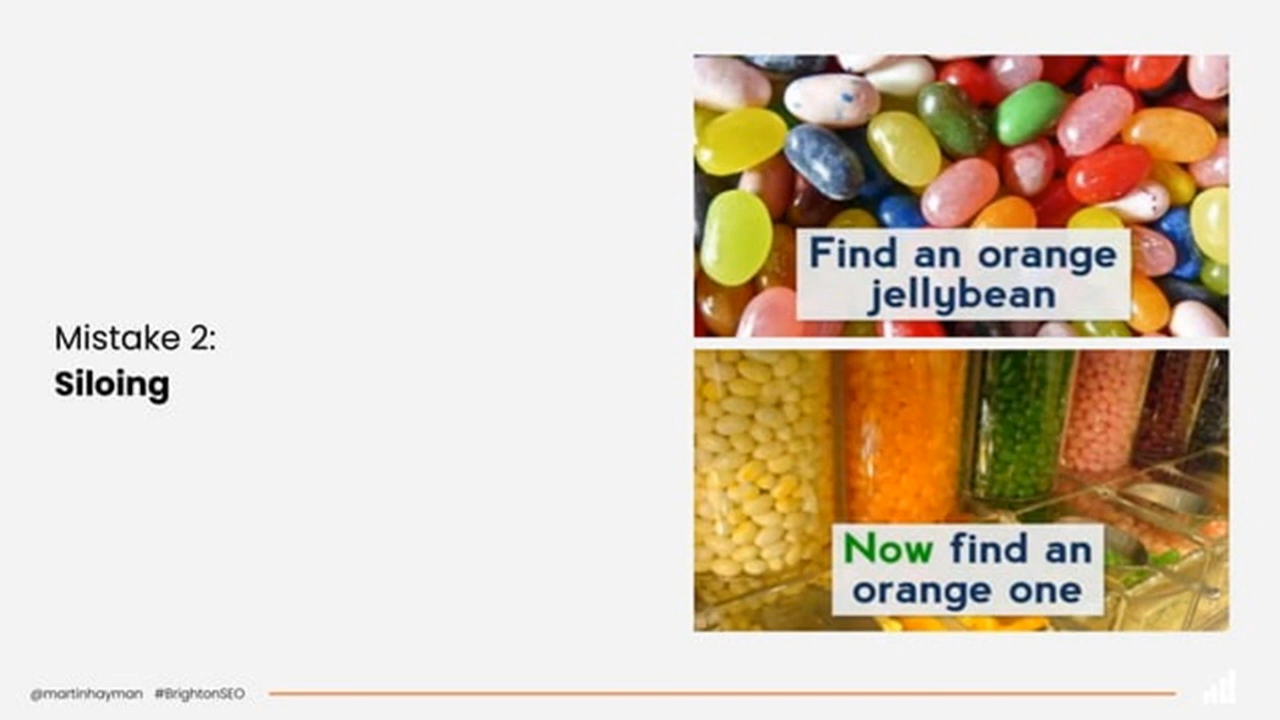 Mistake 2:
Siloing
Find an orange
jellybean
Now find an
orange one
@martinhayman #BrightonSEO